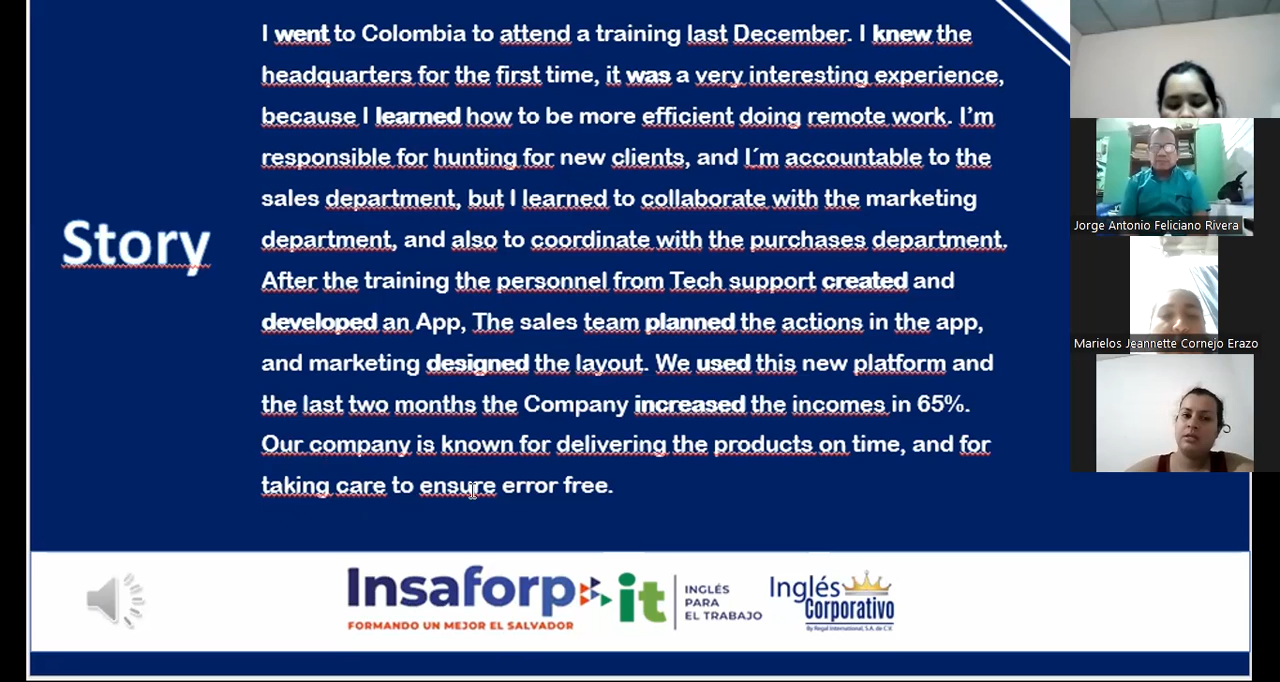 I went to Colombia to attend a training last December. I knew the
headquarters for the first time, it was a very interesting experience,
because I learned how to be more efficient doing remote work. I’m
responsible for hunting for new clients, and I´m accountable to the
sales department, but I learned to collaborate with the marketing
department, and also to coordinate with the purchases department.
After the training the personnel from Tech support created and
developed an App, The sales team planned the actions in the app,
and marketing designed the layout. We used this new platform and
the last two months the Company increased the incomes in 65%.
Our company is known for delivering the products on time, and for
taking care to ensure error free.
Story
Jorge Antonio Feliciano Rivera
Marielos Jeannette Cornejo Erazo
Insaforp
FORMANDO UN MEJOR EL SALVADOR
it
INGLÉS
PARA
EL TRABAJO
Inglés
Corporativo
By Regal International, S.A. de C.V.